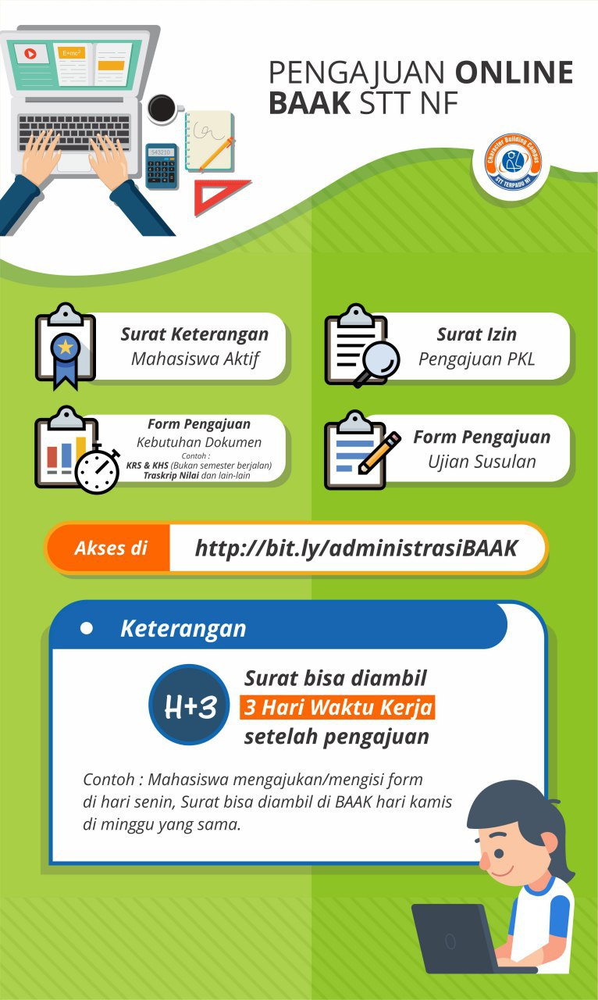 PENGAJUAN ONLINE
BAAK STT NF
E=mc²
543210
Character Building Campus
STT TERPADU NF
Surat Keterangan
Mahasiswa Aktif
Surat Izin
Pengajuan PKL
Form Pengajuan
Kebutuhan Dokumen
Contoh :
KRS & KHS (Bukan semester berjalan)
Traskrip Nilai dan lain-lain
Form Pengajuan
Ujian Susulan
Akses di
http://bit.ly/administrasiBAAK
Keterangan
H+3
Surat bisa diambil
3 Hari Waktu Kerja
setelah pengajuan
Contoh : Mahasiswa mengajukan/mengisi form
di hari senin, Surat bisa diambil di BAAK hari kamis
di minggu yang sama.